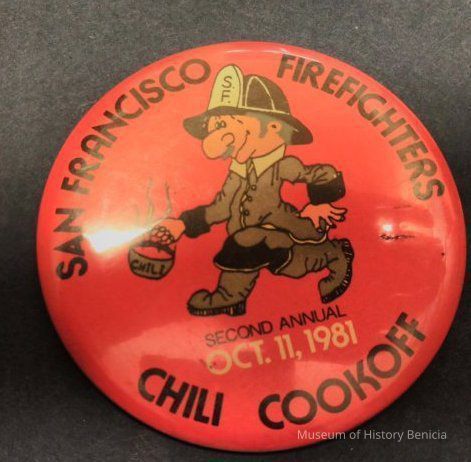 SAN FRANCISCO FIREFIGHTERS
S.F.
CHILI
SECOND ANNUAL
OCT. 11, 1981
CHILI COOKOFF
Museum of History Benicia